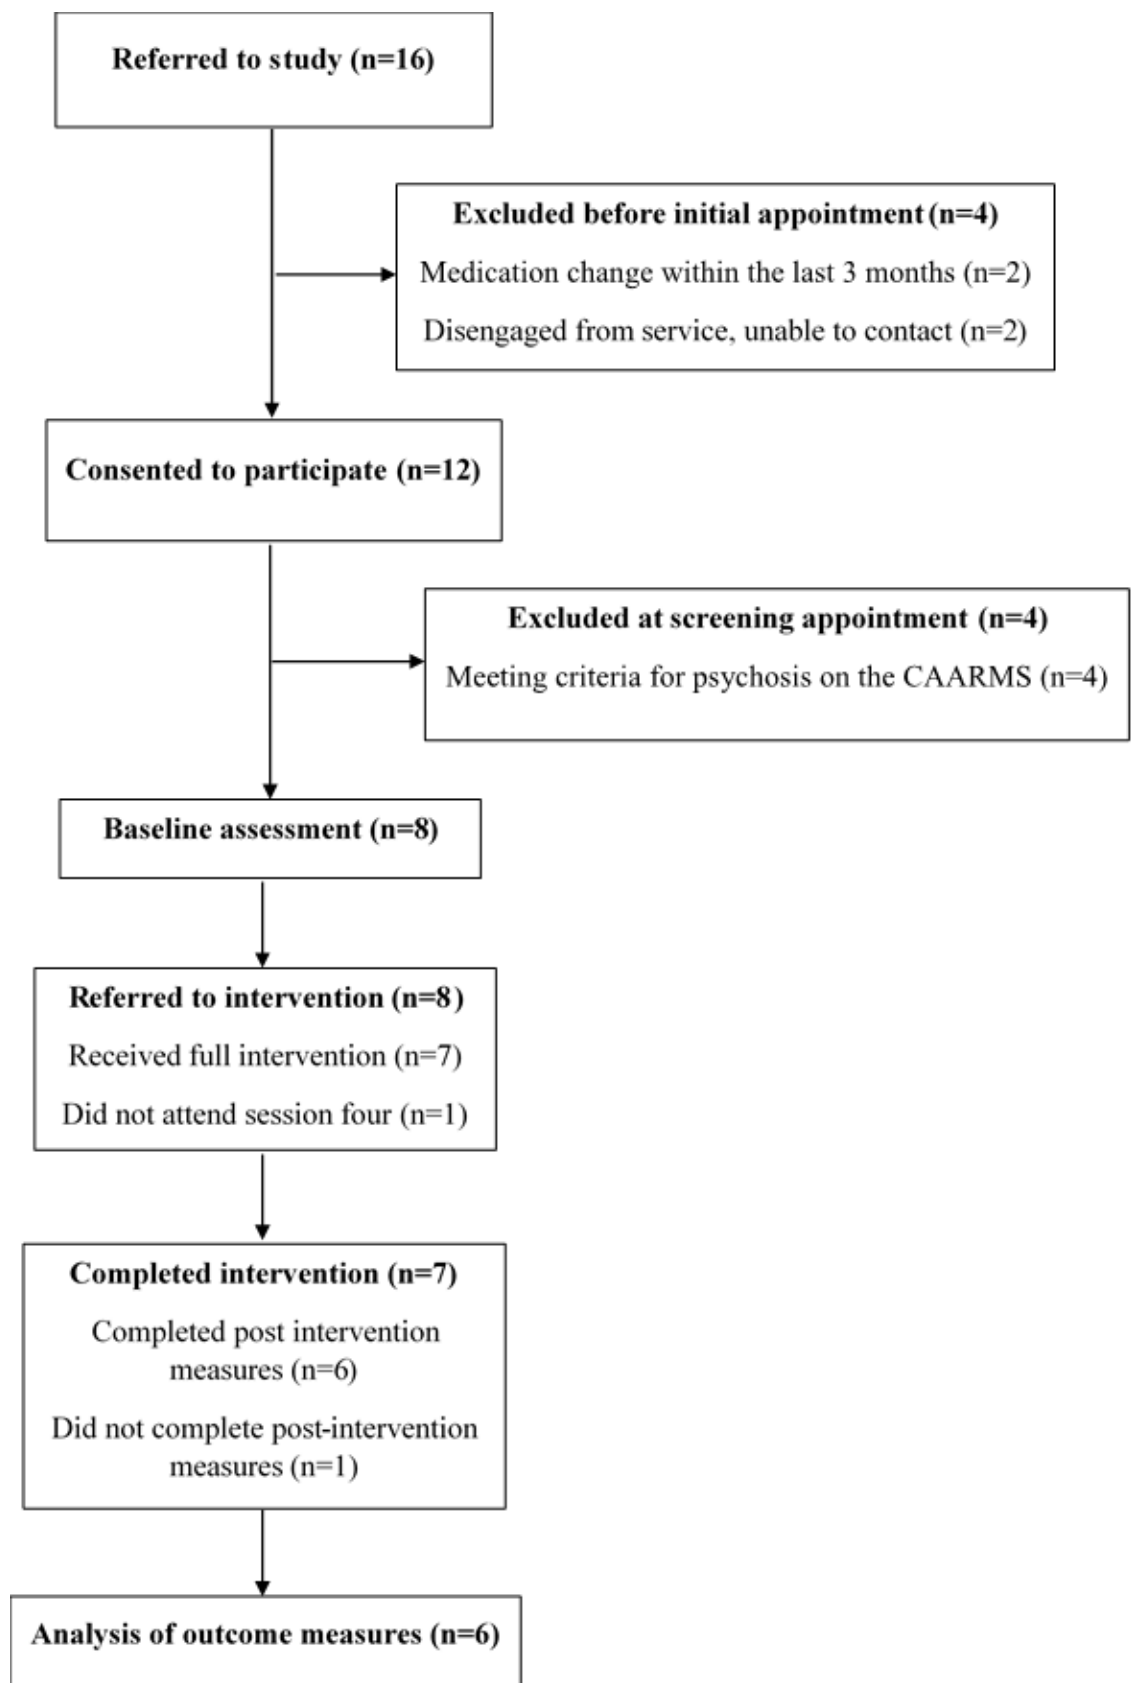 Referred to study (n=16)
Excluded before initial appointment (n=4)
Medication change within the last 3 months (n=2)
Disengaged from service, unable to contact (n=2)
Consented to participate (n=12)
Excluded at screening appointment (n=4)
Meeting criteria for psychosis on the CAARMS (n=4)
Baseline assessment (n=8)
Referred to intervention (n=8)
Received full intervention (n=7)
Did not attend session four (n=1)
Completed intervention (n=7)
Completed post intervention
measures (n=6)
Did not complete post-intervention
measures (n=1)
Analysis of outcome measures (n=6)